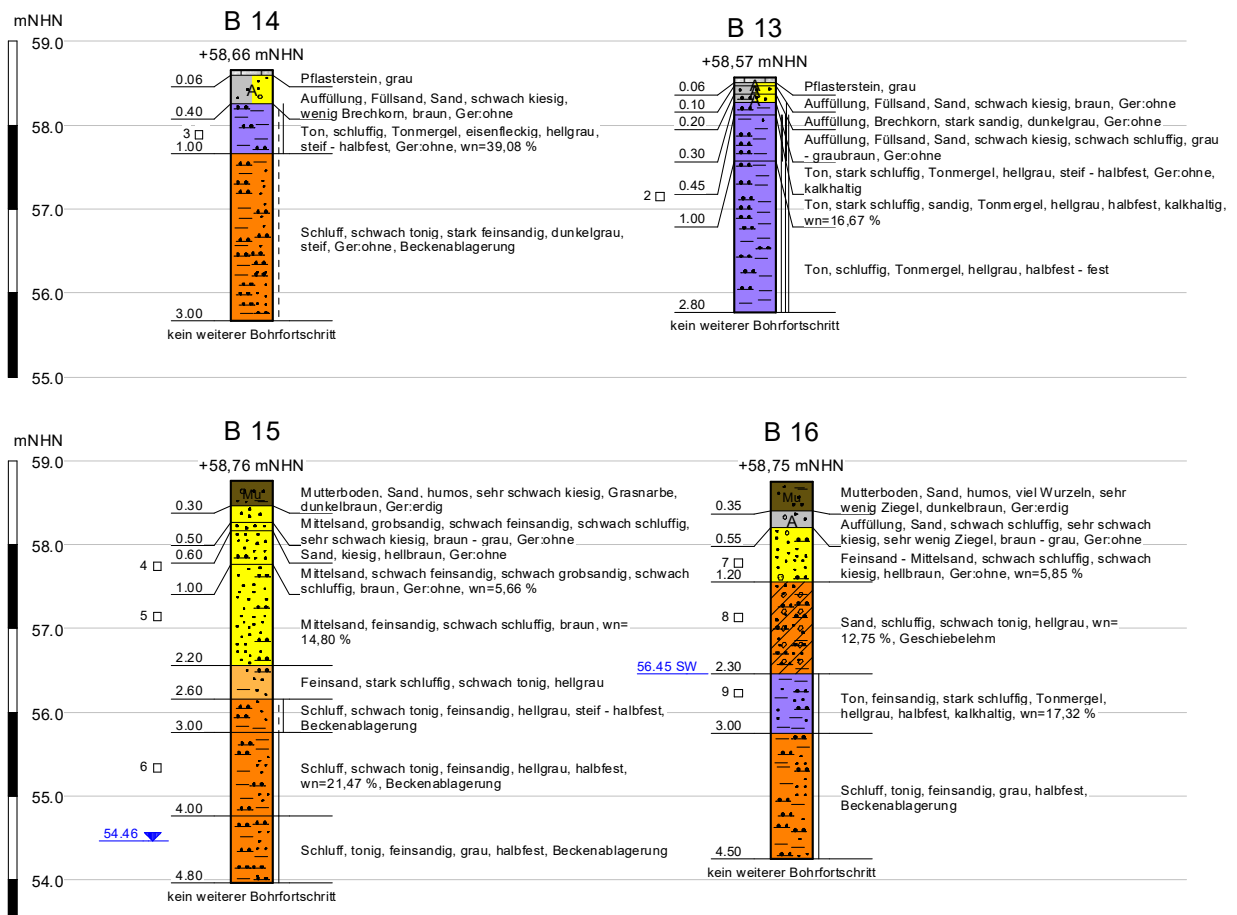 mNHN
59.0
58.0
57.0
56.0
55.0
B 14
+58,66 mNHN
0.06
Pflasterstein, grau
0.40
Auffüllung, Füllsand, Sand, schwach kiesig,
wenig Brechkorn, braun, Ger:ohne
A
3
1.00
Ton, schluffig, Tonmergel, eisenfleckig, hellgrau,
steif - halbfest, Ger:ohne, wn=39,08 %
Schluff, schwach tonig, stark feinsandig, dunkelgrau,
steif, Ger:ohne, Beckenablagerung
3.00
kein weiterer Bohrfortschritt
B 13
+58,57 mNHN
0.06
Pflasterstein, grau
0.10
Auffüllung, Füllsand, Sand, schwach kiesig, braun, Ger:ohne
A
0.20
Auffüllung, Brechkorn, stark sandig, dunkelgrau, Ger:ohne
A
0.30
Auffüllung, Füllsand, Sand, schwach kiesig, schwach schluffig, grau
- graubraun, Ger:ohne
A
0.45
Ton, stark schluffig, Tonmergel, hellgrau, steif - halbfest, Ger:ohne,
kalkhaltig
2
1.00
Ton, stark schluffig, sandig, Tonmergel, hellgrau, halbfest, kalkhaltig,
wn=16,67 %
Ton, schluffig, Tonmergel, hellgrau, halbfest - fest
2.80
kein weiterer Bohrfortschritt
mNHN
59.0
58.0
57.0
56.0
55.0
54.0
B 15
+58,76 mNHN
Mu
0.30
Mutterboden, Sand, humos, sehr schwach kiesig, Grasnarbe,
dunkelbraun, Ger:erdig
0.50
Mittelsand, grobsandig, schwach feinsandig, schwach schluffig,
sehr schwach kiesig, braun - grau, Ger:ohne
0.60
Sand, kiesig, hellbraun, Ger:ohne
4
1.00
Mittelsand, schwach feinsandig, schwach grobsandig, schwach
schluffig, braun, Ger:ohne, wn=5,66 %
5
Mittelsand, feinsandig, schwach schluffig, braun, wn=
14,80 %
2.20
Feinsand, stark schluffig, schwach tonig, hellgrau
2.60
Schluff, schwach tonig, feinsandig, hellgrau, steif - halbfest,
Beckenablagerung
3.00
6
Schluff, schwach tonig, feinsandig, hellgrau, halbfest,
wn=21,47 %, Beckenablagerung
4.00
54.46
Schluff, tonig, feinsandig, grau, halbfest, Beckenablagerung
4.80
kein weiterer Bohrfortschritt
B 16
+58,75 mNHN
Mu
0.35
Mutterboden, Sand, humos, viel Wurzeln, sehr
wenig Ziegel, dunkelbraun, Ger:erdig
A
0.55
Auffüllung, Sand, schwach schluffig, sehr schwach
kiesig, sehr wenig Ziegel, braun - grau, Ger:ohne
7
1.20
Feinsand - Mittelsand, schwach schluffig, schwach
kiesig, hellbraun, Ger:ohne, wn=5,85 %
8
Sand, schluffig, schwach tonig, hellgrau, wn=
12,75 %, Geschiebelehm
56.45 SW
2.30
9
Ton, feinsandig, stark schluffig, Tonmergel,
hellgrau, halbfest, kalkhaltig, wn=17,32 %
3.00
Schluff, tonig, feinsandig, grau, halbfest,
Beckenablagerung
4.50
kein weiterer Bohrfortschritt